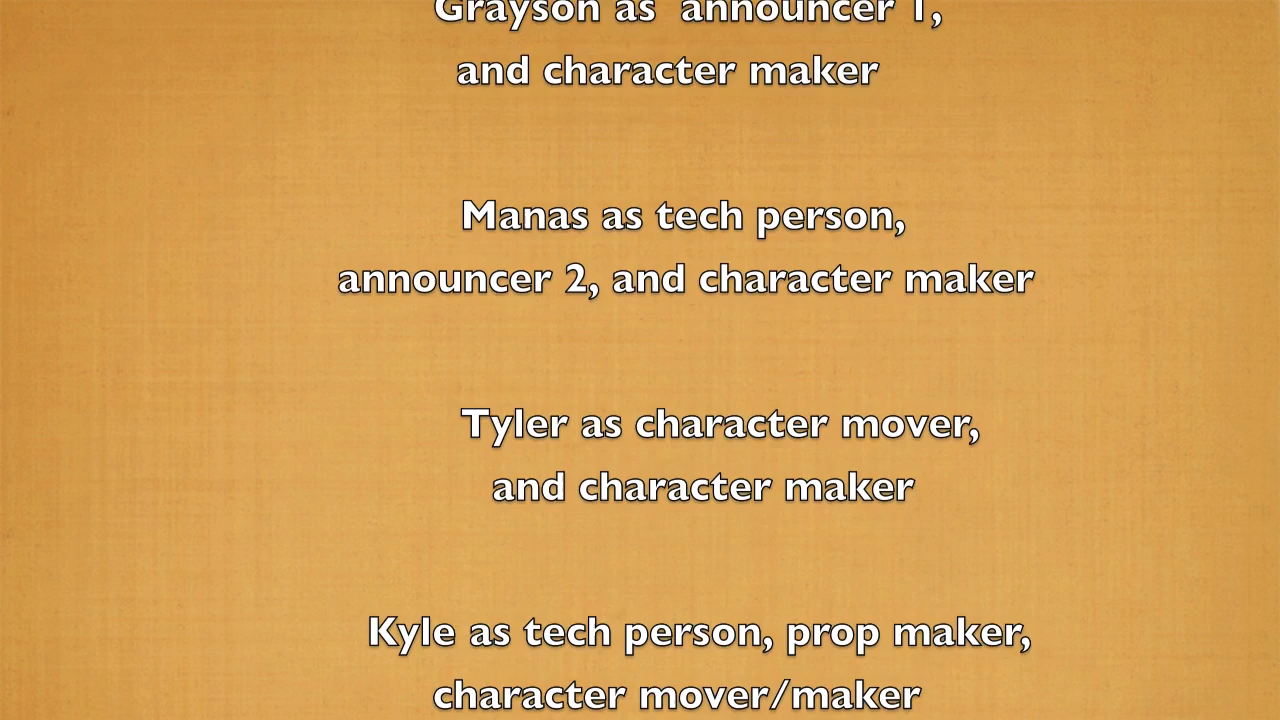 Grayson as  announcer 1,
and character maker
Manas as tech person,
announcer 2, and character maker
Tyler as character mover,
and character maker
Kyle as tech person, prop maker,
character mover/maker